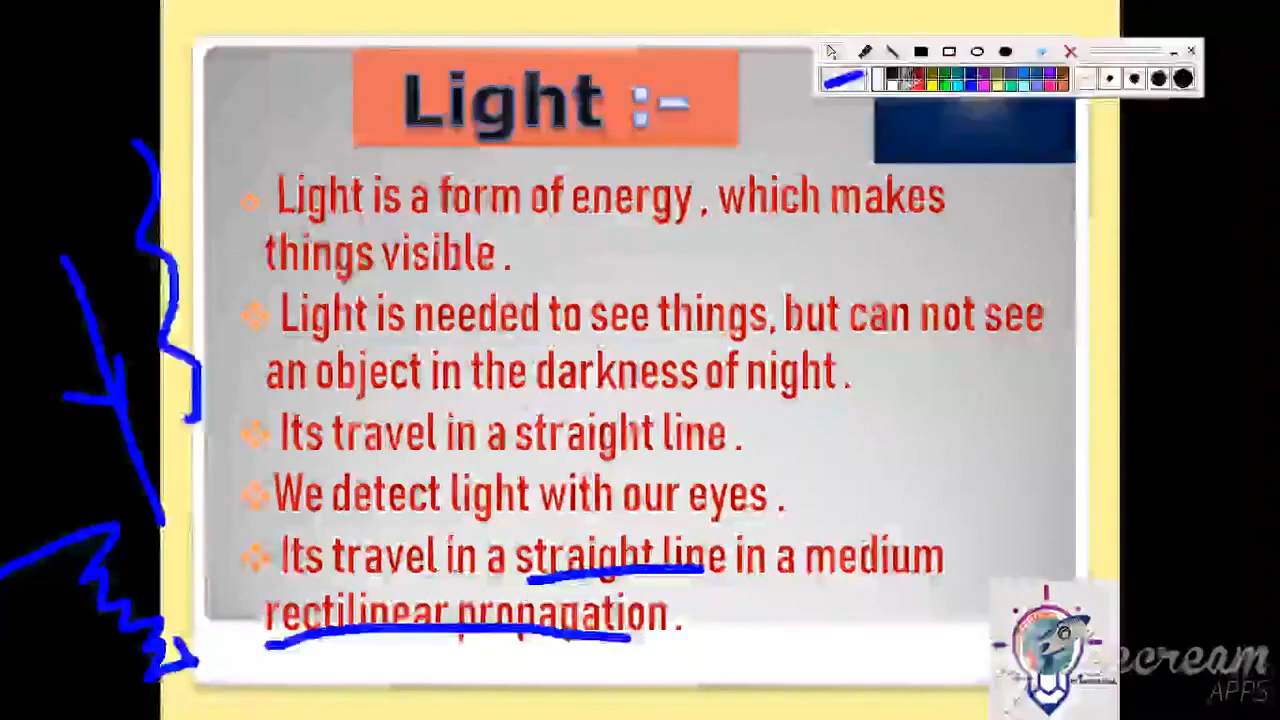 Light :-
Light is a form of energy , which makes
things visible .
Light is needed to see things, but can not see
an object in the darkness of night .
Its travel in a straight line .
We detect light with our eyes .
Its travel in a straight line in a medium
rectilinear propagation .
APPS